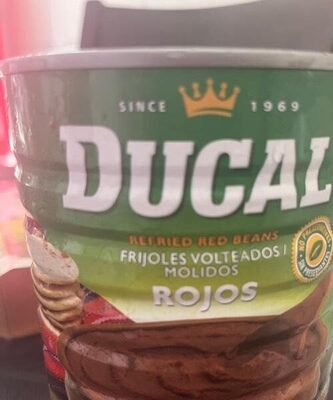 SINCE 1969
DUCAL
REFRIED RED BEANS
FRIJOLES VOLTEADOS
MOLIDOS
ROJOS